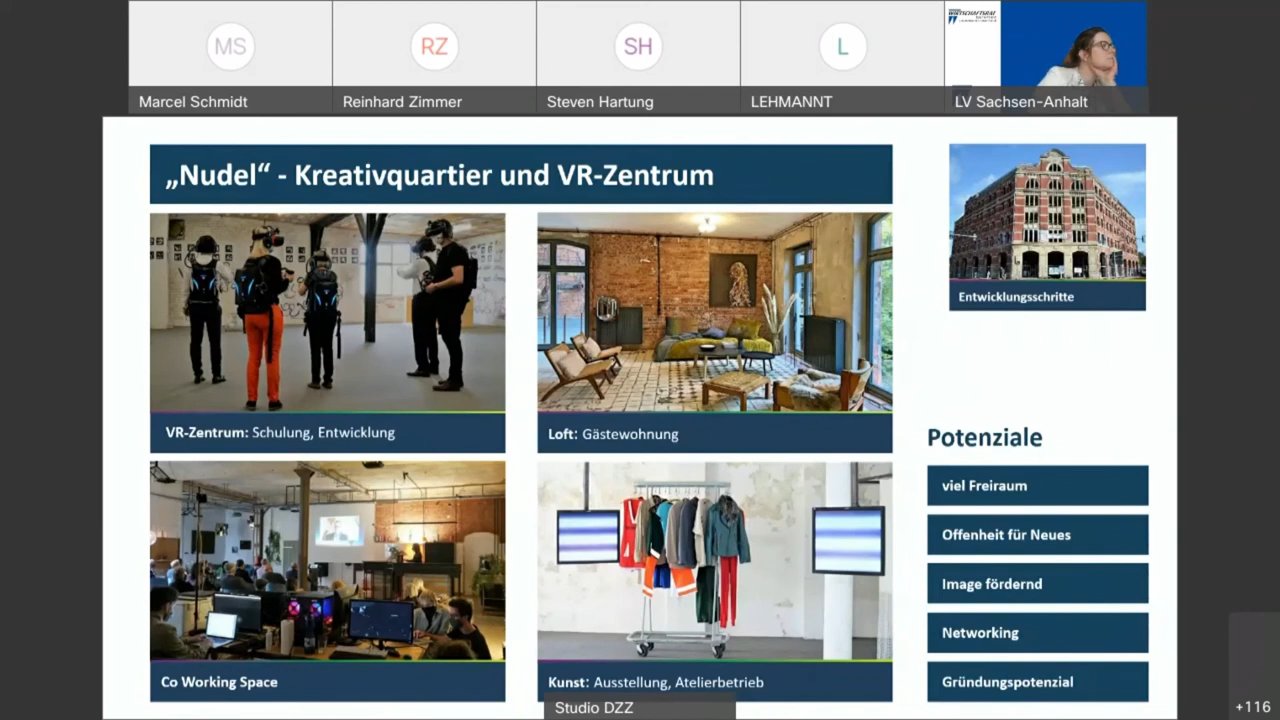 MS
RZ
SH
L
WIRTSCHAFTSRAT
Marcel Schmidt
Reinhard Zimmer
Steven Hartung
LEHMANNT
LV Sachsen-Anhalt
„Nudel“ - Kreativquartier und VR-Zentrum
Entwicklungsschritte
VR-Zentrum: Schulung, Entwicklung
Loft: Gästewohnung
Co Working Space
Kunst: Ausstellung, Atelierbetrieb
Potenziale
viel Freiraum
Offenheit für Neues
Image fördernd
Networking
Gründungspotenzial
Studio DZZ
+116